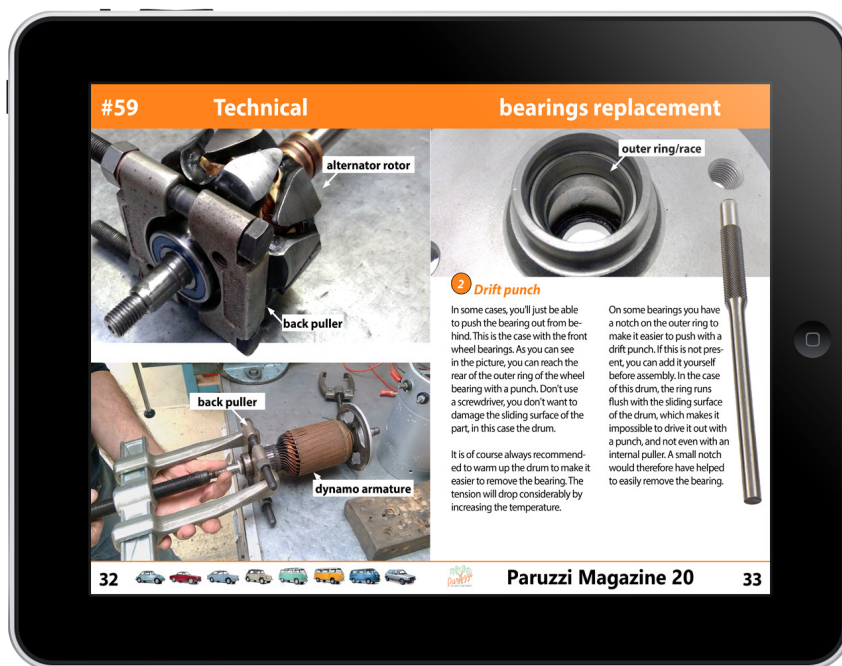 #59
Technical
bearings replacement
alternator rotor
back puller
back puller
dynamo armature
outer ring/race
2
Drift punch
In some cases, you'll just be able
to push the bearing out from be-
hind. This is the case with the front
wheel bearings. As you can see
in the picture, you can reach the
rear of the outer ring of the wheel
bearing with a punch. Don't use
a screwdriver, you don't want to
damage the sliding surface of the
part, in this case the drum.
It is of course always recommend-
ed to warm up the drum to make it
easier to remove the bearing. The
tension will drop considerably by
increasing the temperature.
On some bearings you have
a notch on the outer ring to
make it easier to push with a
drift punch. If this is not pres-
ent, you can add it yourself
before assembly. In the case
of this drum, the ring runs
flush with the sliding surface
of the drum, which makes it
impossible to drive it out with
a punch, and not even with an
internal puller. A small notch
would therefore have helped
to easily remove the bearing.
32
Paruzzi Magazine 20
33